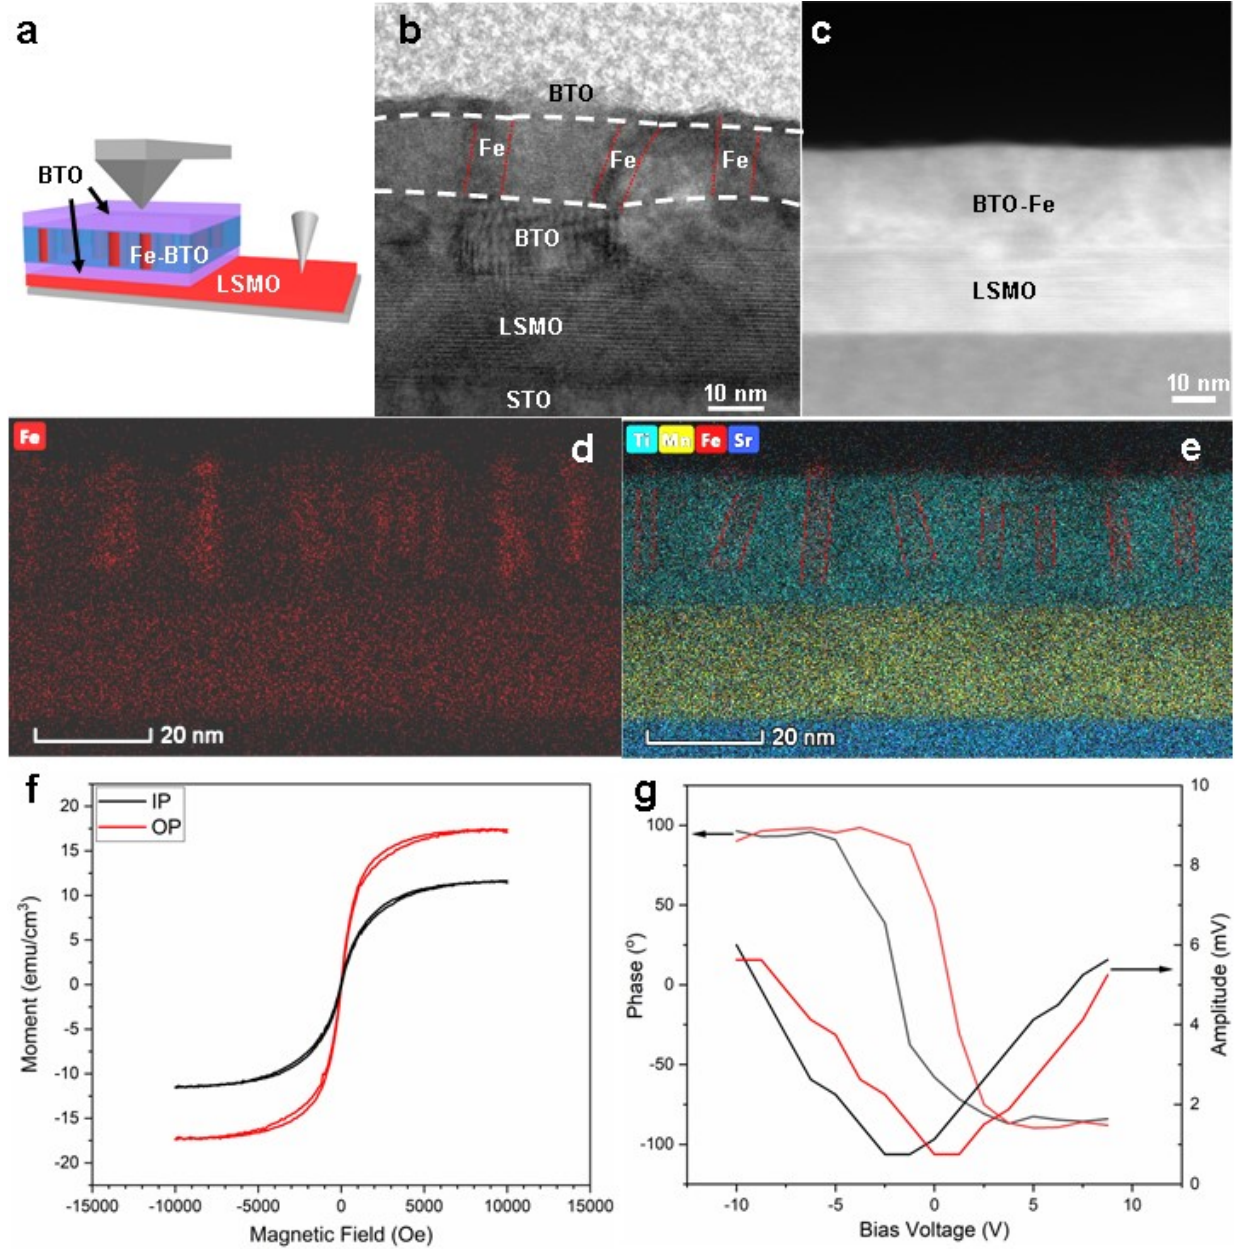 a
BTO
Fe-BTO
LSMO
b
BTO
Fe
Fe
Fe
BTO
LSMO
STO
10 nm
c
BTO-Fe
LSMO
10 nm
Fe
d
20 nm
Ti Mn Fe Sr
e
20 nm
f
IP
OP
20
15
10
5
0
-5
-10
-15
-20
Moment (emu/cm³)
-15000 -10000 -5000 0 5000 10000 15000
Magnetic Field (Oe)
g
100
50
0
-50
-100
Phase (°)
10
8
6
4
2
0
Amplitude (mV)
-10 -5 0 5 10
Bias Voltage (V)